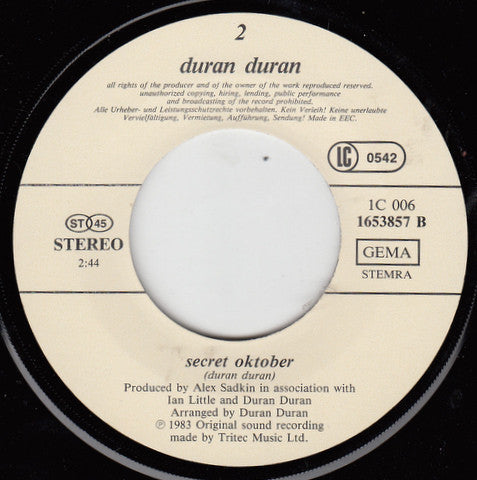 2
duran duran
all rights of the producer and of the owner of the work reproduced reserved.
unauthorized copying, hiring, lending, public performance
and broadcasting of the record prohibited.
Alle Urheber- und Leistungsschutzrechte vorbehalten. Kein Verleih! Keine unerlaubte
Vervielfältigung, Vermietung, Aufführung, Sendung! Made in EEC.
LC 0542
1C 006
1653857 B
ST 45
STEREO
2:44
GEMA
STEMRA
secret oktober
(duran duran)
Produced by Alex Sadkin in association with
Ian Little and Duran Duran
Arranged by Duran Duran
Ⓟ 1983 Original sound recording
made by Tritec Music Ltd.